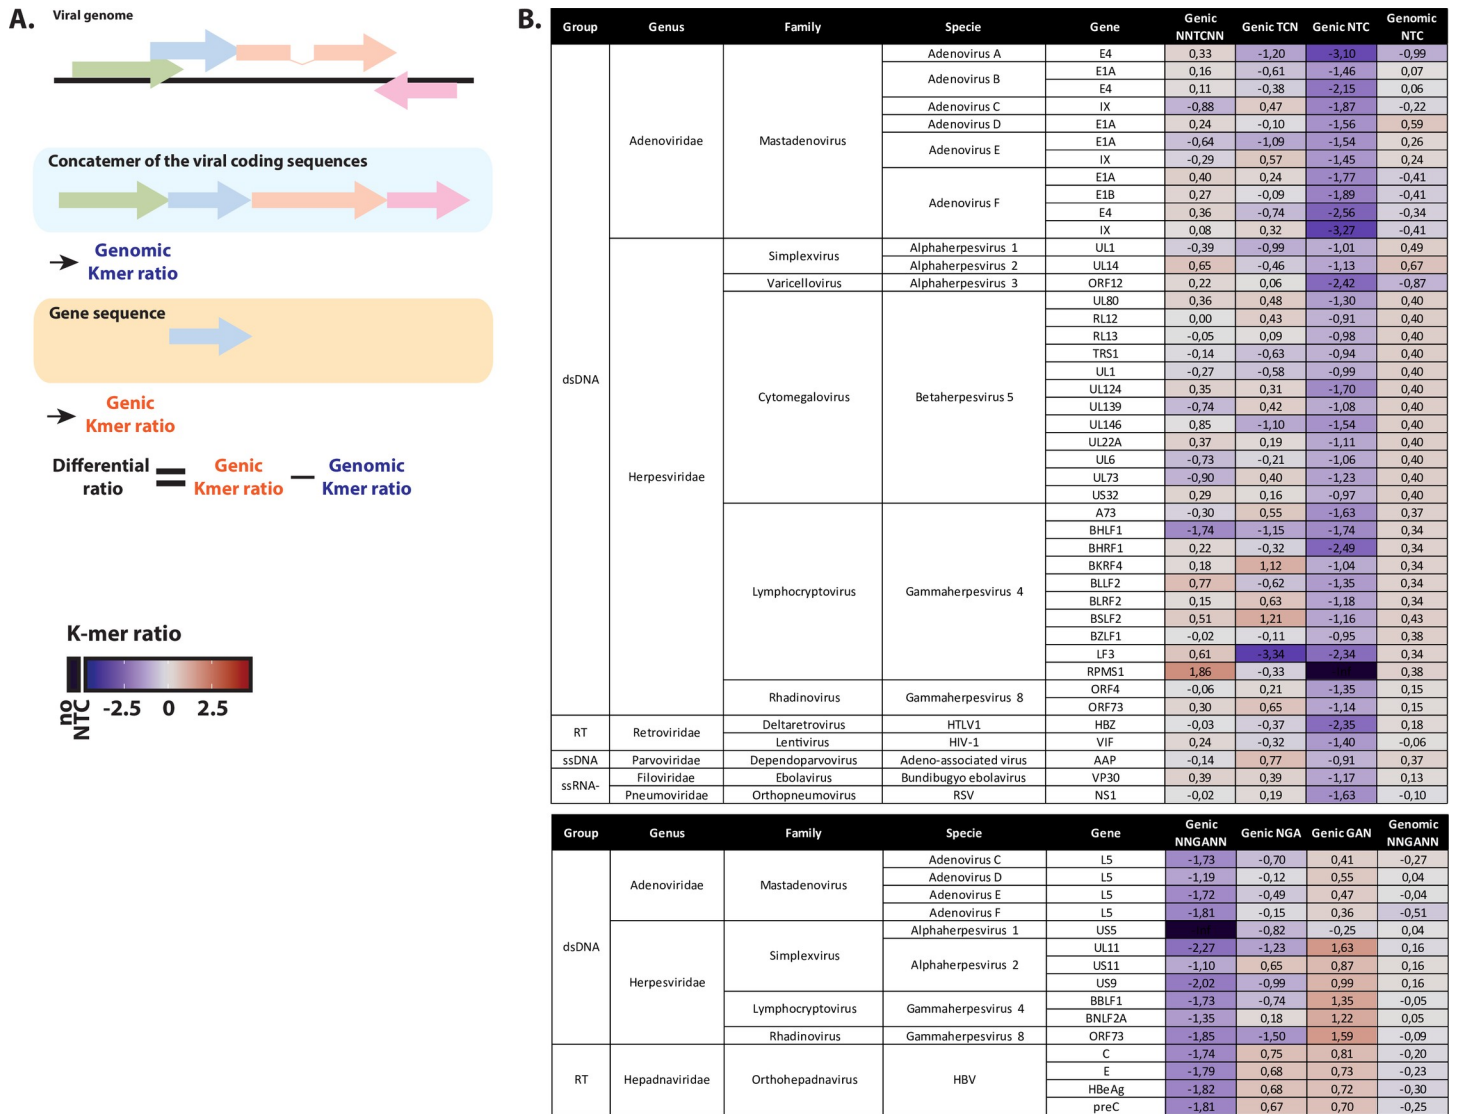 A.
Viral genome
Concatemer of the viral coding sequences
Genomic
Kmer ratio
Gene sequence
Genic
Kmer ratio
Differential ratio = Genic Kmer ratio — Genomic Kmer ratio
K-mer ratio
no NTC -2.5 0 2.5
B.
Group Genus Family Specie Gene Genic NNTCNN Genic TCN Genic NTC Genomic NTC
dsDNA Adenoviridae Mastadenovirus Adenovirus A E4 0,33 -1,20 -3,10 -0,99
Adenovirus B E1A 0,16 -0,61 -1,46 0,07
E4 0,11 -0,38 -2,15 0,06
Adenovirus C IX -0,88 0,47 -1,87 -0,22
Adenovirus D E1A 0,24 -0,10 -1,56 0,59
Adenovirus E E1A -0,64 -1,09 -1,54 0,26
IX -0,29 0,57 -1,45 0,24
Adenovirus F E1A 0,40 0,24 -1,77 -0,41
E1B 0,27 -0,09 -1,89 -0,41
E4 0,36 -0,74 -2,56 -0,34
IX 0,08 0,32 -3,27 -0,41
Herpesviridae Simplexvirus Alphaherpesvirus 1 UL1 -0,39 -0,99 -1,01 0,49
Alphaherpesvirus 2 UL14 0,65 -0,46 -1,13 0,67
Varicellovirus Alphaherpesvirus 3 ORF12 0,22 0,06 -2,42 -0,87
Cytomegalovirus Betaherpesvirus 5 UL80 0,36 0,48 -1,30 0,40
RL12 0,00 0,43 -0,91 0,40
RL13 -0,05 0,09 -0,98 0,40
TRS1 -0,14 -0,63 -0,94 0,40
UL1 -0,27 -0,58 -0,99 0,40
UL124 0,35 0,31 -1,70 0,40
UL139 -0,74 0,42 -1,08 0,40
UL146 0,85 -1,10 -1,54 0,40
UL22A 0,37 0,19 -1,11 0,40
UL6 -0,73 -0,21 -1,06 0,40
UL73 -0,90 0,40 -1,23 0,40
US32 0,29 0,16 -0,97 0,40
Lymphocryptovirus Gammaherpesvirus 4 A73 -0,30 0,55 -1,63 0,37
BHLF1 -1,74 -1,15 -1,74 0,34
BHRF1 0,22 -0,32 -2,49 0,34
BKRF4 0,18 1,12 -1,04 0,34
BLLF2 0,77 -0,62 -1,35 0,34
BLRF2 0,15 0,63 -1,18 0,34
BSLF2 0,51 1,21 -1,16 0,43
BZLF1 -0,02 -0,11 -0,95 0,38
LF3 0,61 -3,34 -2,34 0,34
RPMS1 1,86 -0,33 0,38
Rhadinovirus Gammaherpesvirus 8 ORF4 -0,06 0,21 -1,35 0,15
ORF73 0,30 0,65 -1,14 0,15
RT Retroviridae Deltaretrovirus HTLV1 HBZ -0,03 -0,37 -2,35 0,18
Lentivirus HIV-1 VIF 0,24 -0,32 -1,40 -0,06
ssDNA Parvoviridae Dependoparvovirus Adeno-associated virus AAP -0,14 0,77 -0,91 0,37
ssRNA- Filoviridae Ebolavirus Bundibugyo ebolavirus VP30 0,39 0,39 -1,17 0,13
Pneumoviridae Orthopneumovirus RSV NS1 -0,02 0,19 -1,63 -0,10
Group Genus Family Specie Gene Genic NNGANN Genic NGA Genic GAN Genomic NNGANN
dsDNA Adenoviridae Mastadenovirus Adenovirus C L5 -1,73 -0,70 0,41 -0,27
Adenovirus D L5 -1,19 -0,12 0,55 0,04
Adenovirus E L5 -1,72 -0,49 0,47 -0,04
Adenovirus F L5 -1,81 -0,15 0,36 -0,51
Herpesviridae Simplexvirus Alphaherpesvirus 1 US5 -0,82 -0,25 0,04
Alphaherpesvirus 2 UL11 -2,27 -1,23 1,63 0,16
US11 -1,10 0,65 0,87 0,16
US9 -2,02 -0,99 0,99 0,16
Lymphocryptovirus Gammaherpesvirus 4 BBLF1 -1,73 -0,74 1,35 -0,05
BNLF2A -1,35 0,18 1,22 0,05
Rhadinovirus Gammaherpesvirus 8 ORF73 -1,85 -1,50 1,59 -0,09
RT Hepadnaviridae Orthohepadnavirus HBV C -1,74 0,75 0,81 -0,20
E -1,79 0,68 0,73 -0,23
HBeAg -1,82 0,68 0,72 -0,30
preC -1,81 0,67 0,70 -0,25